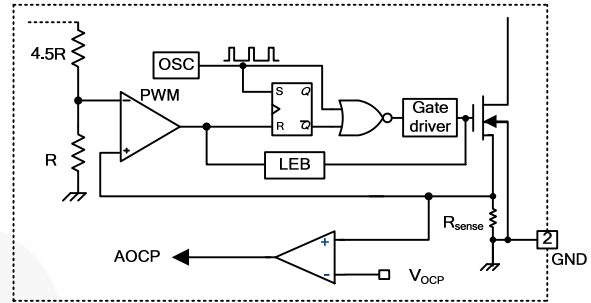 4.5R
OSC
PWM
S Q
R Q̅
Gate
driver
R
LEB
+
Rsense
2
GND
AOCP
+
-
VOCP